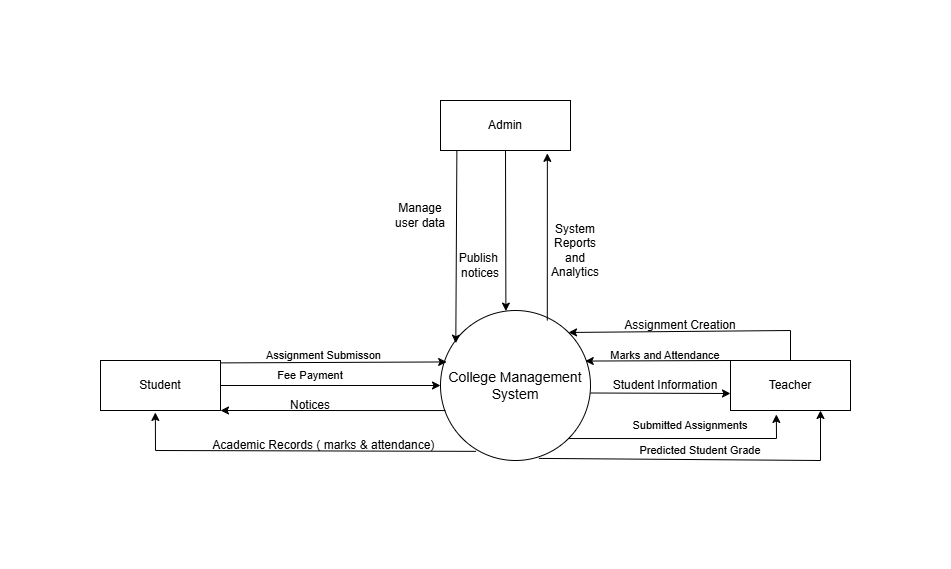 Admin
Manage
user data
Publish
notices
System
Reports
and
Analytics
Assignment Creation
Assignment Submisson
Marks and Attendance
Fee Payment
Student
College Management
System
Student Information
Teacher
Notices
Submitted Assignments
Academic Records ( marks & attendance)
Predicted Student Grade